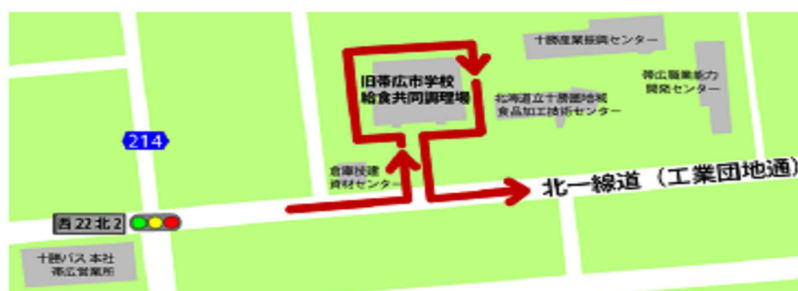 十勝産業振興センター
旧帯広市学校
給食共同調理場
帯広職業能力
開発センター
北海道立十勝圏地域
食品加工技術センター
214
倉庫技建
資材センター
北一線道（工業団地通）
西22北2
十勝バス本社
帯広営業所